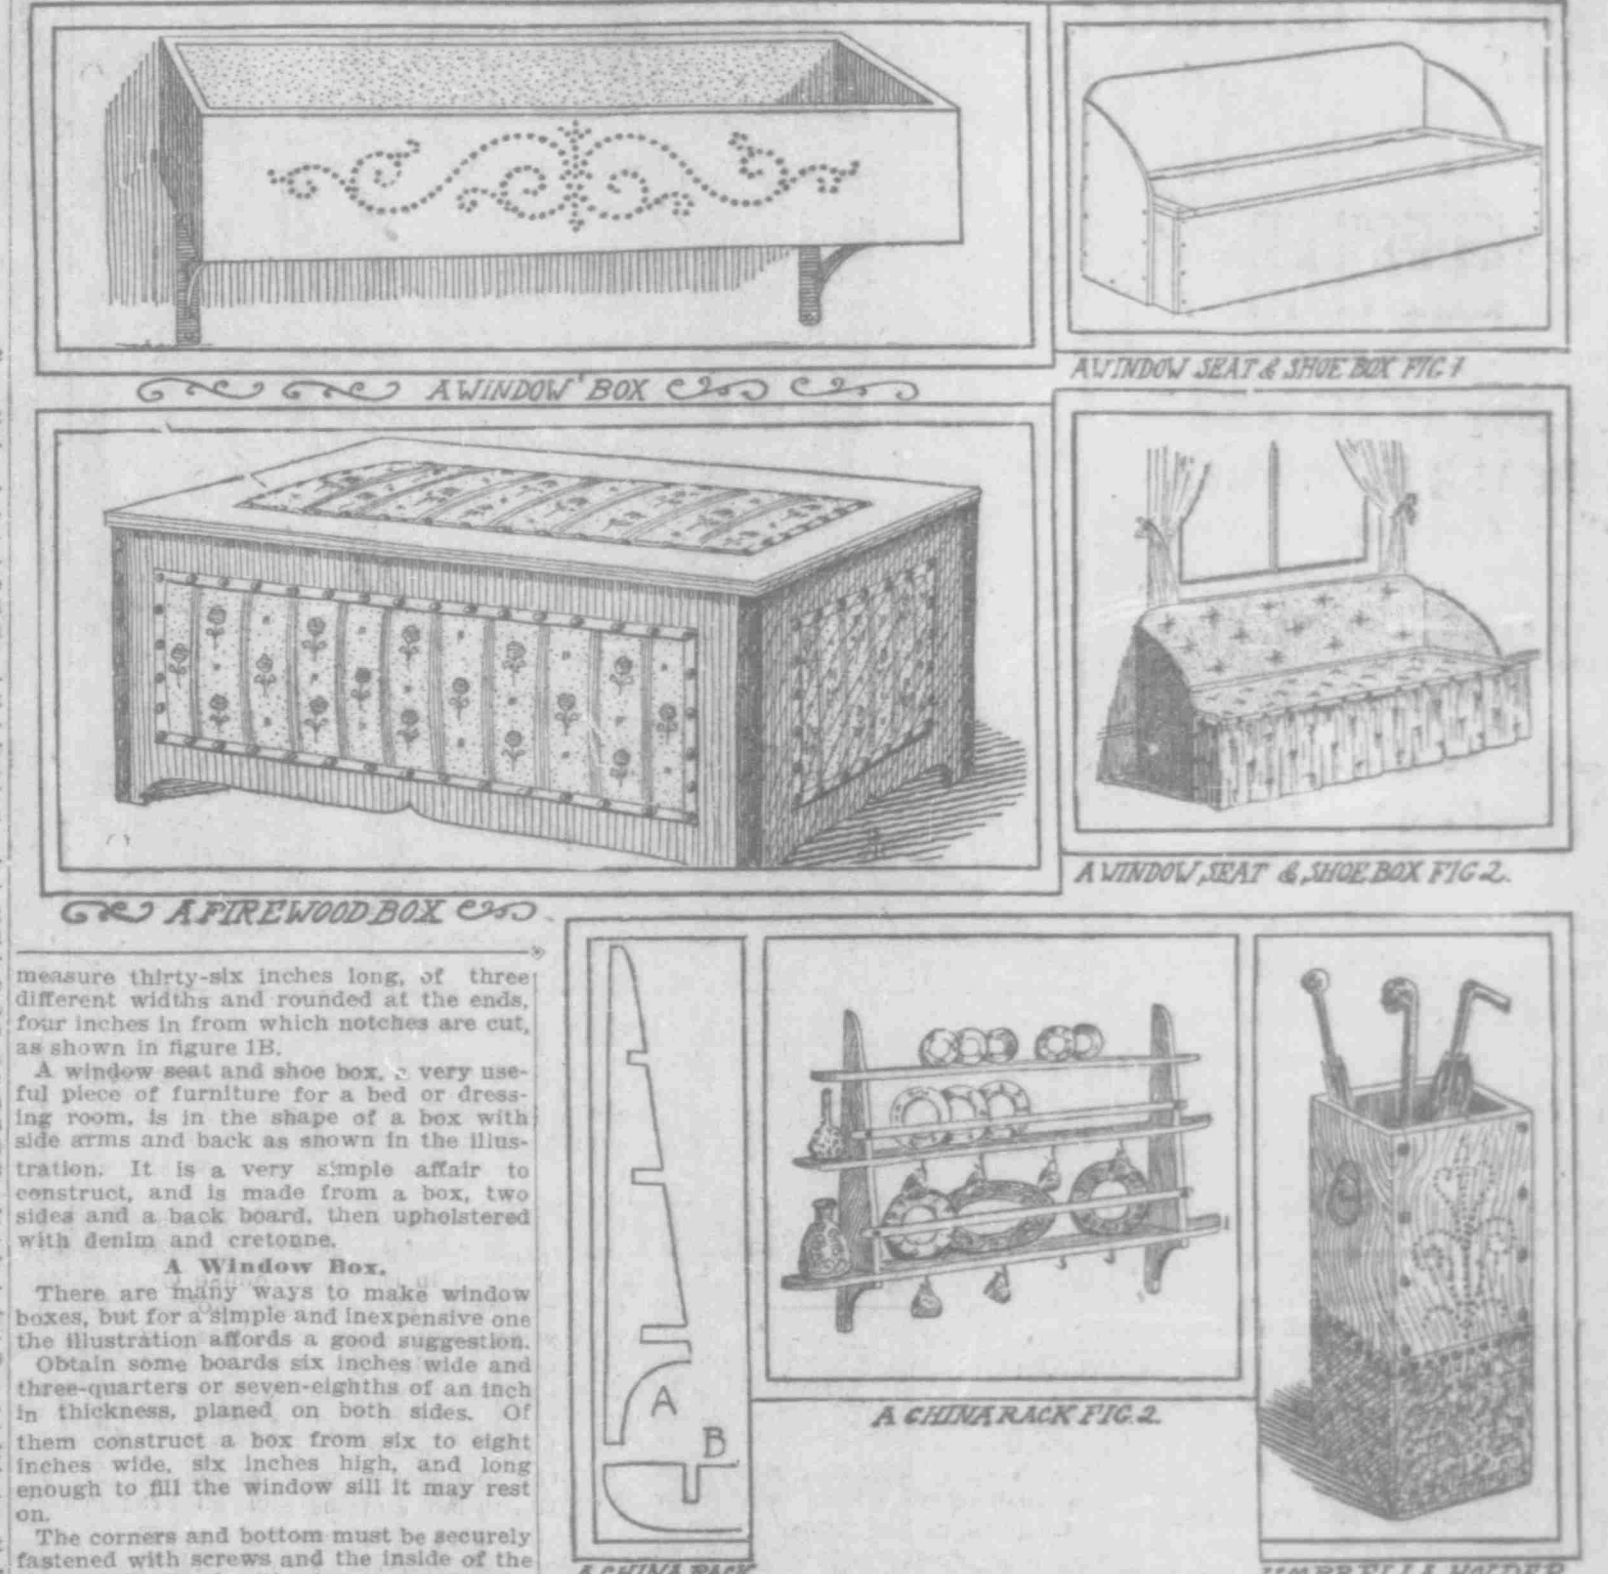 A WINDOW BOX
A WINDOW SEAT & SHOE BOX FIG 1
A FIREWOOD BOX
A WINDOW, SEAT & SHOE BOX FIG 2.
measure thirty-six inches long, of three
different widths and rounded at the ends,
four inches in from which notches are cut,
as shown in figure 1B.
A window seat and shoe box, a very use-
ful piece of furniture for a bed or dress-
ing room, is in the shape of a box with
side arms and back as shown in the illus-
tration. It is a very simple affair to
construct, and is made from a box, two
sides and a back board, then upholstered
with denim and cretonne.
A Window Box.
There are many ways to make window
boxes, but for a simple and inexpensive one
the illustration affords a good suggestion.
Obtain some boards six inches wide and
three-quarters or seven-eighths of an inch
in thickness, planed on both sides. Of
them construct a box from six to eight
inches wide, six inches high, and long
enough to fill the window sill it may rest
on.
The corners and bottom must be securely
fastened with screws and the inside of the
A
B
A CHINA RACK
A CHINA RACK FIG. 2.
UMBRELLA HOLDER